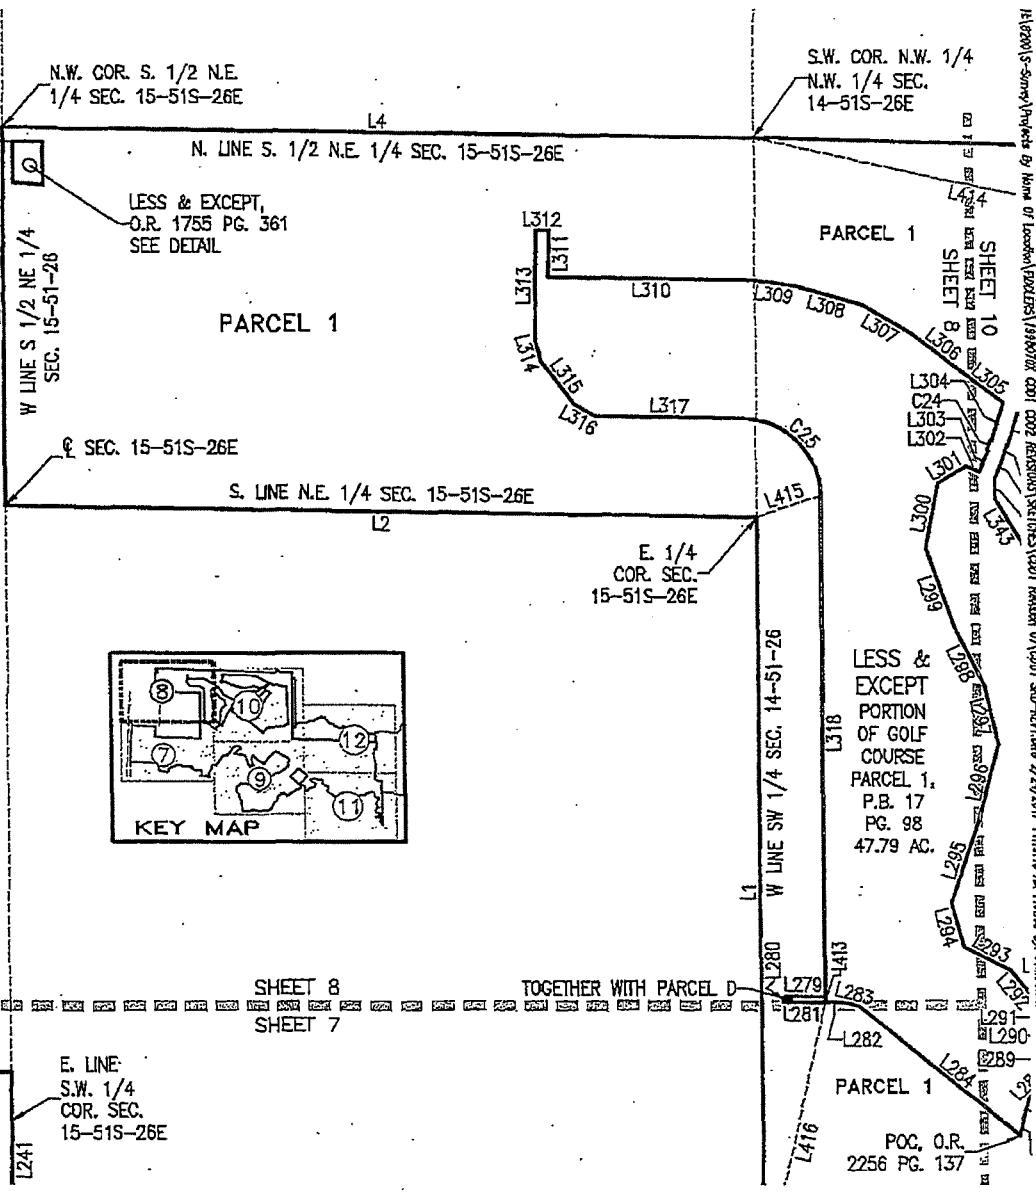 N.W. COR. S. 1/2 N.E.
1/4 SEC. 15-51S-26E
S.W. COR. N.W. 1/4
N.W. 1/4 SEC.
14-51S-26E
L4
N. LINE S. 1/2 N.E. 1/4 SEC. 15-51S-26E
LESS & EXCEPT,
O.R. 1755 PG. 361
SEE DETAIL
L414
PARCEL 1
SHEET 10
SHEET 8
W LINE S 1/2 NE 1/4
SEC. 15-51-26
PARCEL 1
L312
L311
L313
L310
L309
L308
L307
L306
L305
L314
L315
L316
L317
C25
L304
C24
L303
L302
L301
L300
L343
℄ SEC. 15-51S-26E
S. LINE N.E. 1/4 SEC. 15-51S-26E
L2
L415
E. 1/4
COR. SEC.
15-51S-26E
L299
L298
L297
L296
L295
L294
L293
L292
L318
W LINE SW 1/4 SEC. 14-51-26
L1
LESS &
EXCEPT
PORTION
OF GOLF
COURSE
PARCEL 1,
P.B. 17
PG. 98
47.79 AC.
8
10
12
7
9
11
KEY MAP
L280
L413
SHEET 8
SHEET 7
TOGETHER WITH PARCEL D
L279
L281
L283
L282
L291
L290
L289
L284
PARCEL 1
E. LINE
S.W. 1/4
COR. SEC.
15-51S-26E
L241
L416
POC, O.R.
2256 PG. 137